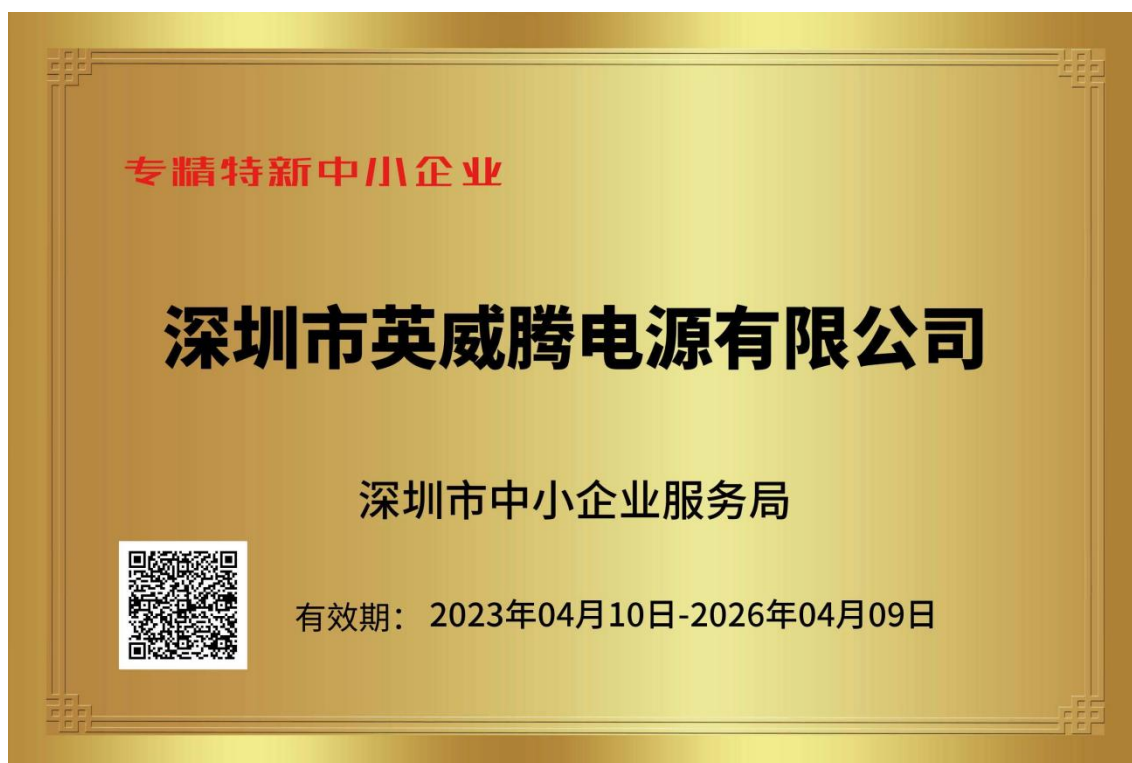 专精特新中小企业
深圳市英威腾电源有限公司
深圳市中小企业服务局
有效期： 2023年04月10日-2026年04月09日